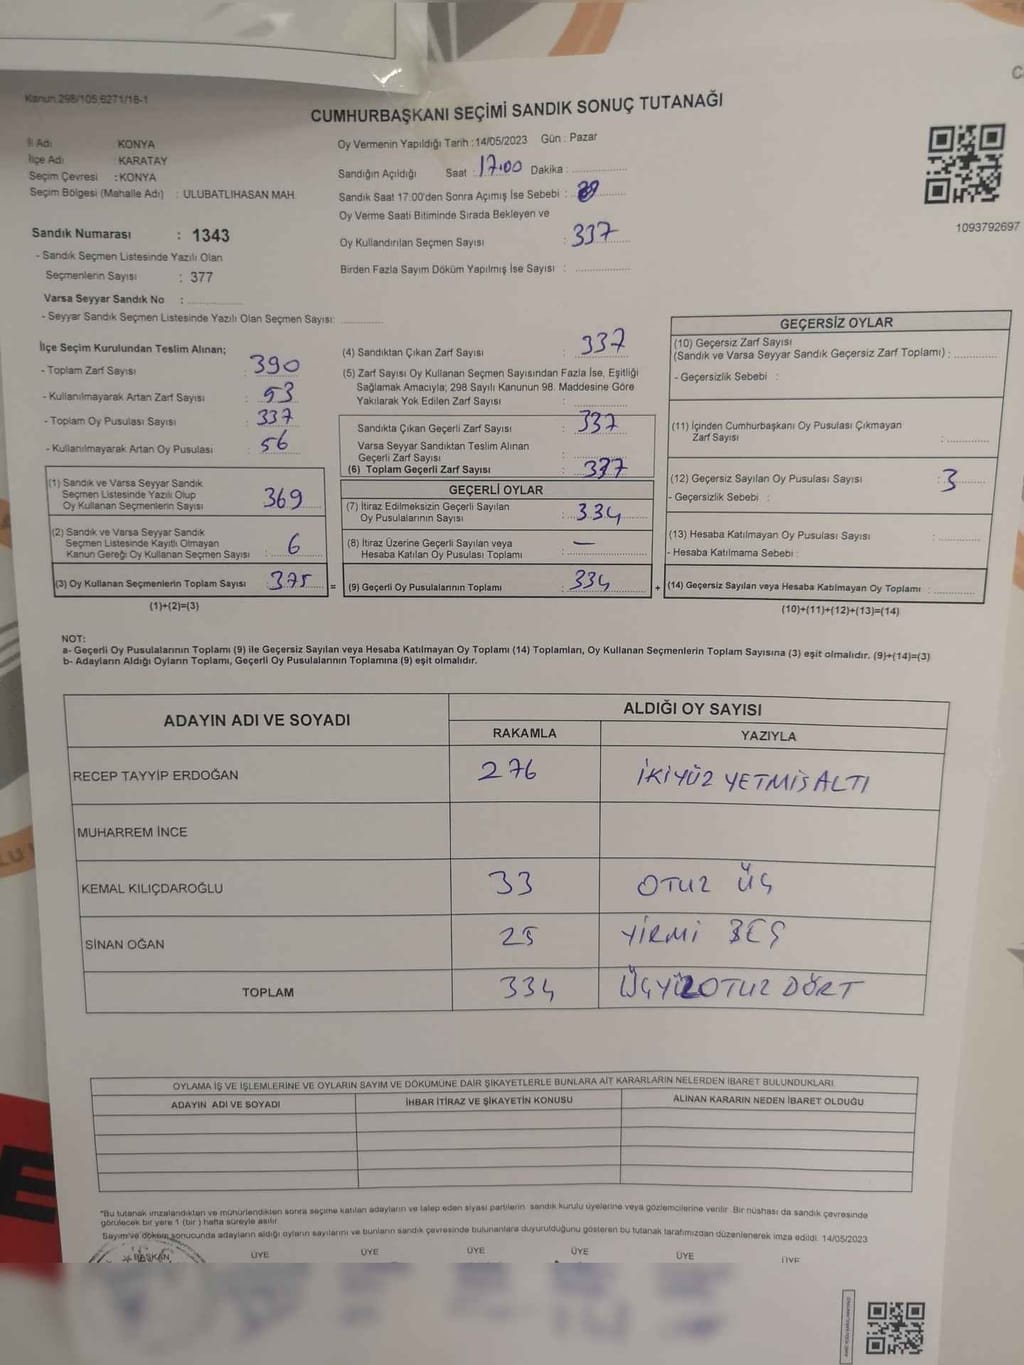 Kanun 298/105,6271/18-1
CUMHURBAŞKANI SEÇİMİ SANDIK SONUÇ TUTANAĞI
İl Adı KONYA
İlçe Adı : KARATAY
Seçim Çevresi : KONYA
Seçim Bölgesi (Mahalle Adı) : ULUBATLIHASAN MAH.
Sandık Numarası : 1343
- Sandık Seçmen Listesinde Yazılı Olan
Seçmenlerin Sayısı : 377
Varsa Seyyar Sandık No :
- Seyyar Sandık Seçmen Listesinde Yazılı Olan Seçmen Sayısı:
Oy Vermenin Yapıldığı Tarih : 14/05/2023 Gün : Pazar
Sandığın Açıldığı Saat : 17.00 Dakika :
Sandık Saat 17:00'den Sonra Açımış İse Sebebi :
Oy Verme Saati Bitiminde Sırada Bekleyen ve
Oy Kullandırılan Seçmen Sayısı : 337
Birden Fazla Sayım Döküm Yapılmış İse Sayısı :
1093792697
İlçe Seçim Kurulundan Teslim Alınan;
- Toplam Zarf Sayısı : 390
- Kullanılmayarak Artan Zarf Sayısı : 53
- Toplam Oy Pusulası Sayısı : 337
- Kullanılmayarak Artan Oy Pusulası : 56
(1) Sandık ve Varsa Seyyar Sandık
Seçmen Listesinde Yazılı Olup
Oy Kullanan Seçmenlerin Sayısı 369
(2) Sandık ve Varsa Seyyar Sandık
Seçmen Listesinde Kayıtlı Olmayan
Kanun Gereği Oy Kullanan Seçmen Sayısı : 6
(3) Oy Kullanan Seçmenlerin Toplam Sayısı : 375
(1)+(2)=(3)
(4) Sandıktan Çıkan Zarf Sayısı : 337
(5) Zarf Sayısı Oy Kullanan Seçmen Sayısından Fazla İse, Eşitliği
Sağlamak Amacıyla; 298 Sayılı Kanunun 98. Maddesine Göre
Yakılarak Yok Edilen Zarf Sayısı :
Sandıkta Çıkan Geçerli Zarf Sayısı : 337
Varsa Seyyar Sandıktan Teslim Alınan
Geçerli Zarf Sayısı :
(6) Toplam Geçerli Zarf Sayısı : 337
GEÇERLİ OYLAR
(7) İtiraz Edilmeksizin Geçerli Sayılan
Oy Pusulalarının Sayısı : 334
(8) İtiraz Üzerine Geçerli Sayılan veya
Hesaba Katılan Oy Pusulası Toplamı : —
= (9) Geçerli Oy Pusulalarının Toplamı : 334
GEÇERSİZ OYLAR
(10) Geçersiz Zarf Sayısı
(Sandık ve Varsa Seyyar Sandık Geçersiz Zarf Toplamı) :
- Geçersizlik Sebebi :
(11) İçinden Cumhurbaşkanı Oy Pusulası Çıkmayan
Zarf Sayısı :
(12) Geçersiz Sayılan Oy Pusulası Sayısı : 3
- Geçersizlik Sebebi :
(13) Hesaba Katılmayan Oy Pusulası Sayısı :
- Hesaba Katılmama Sebebi :
+ (14) Geçersiz Sayılan veya Hesaba Katılmayan Oy Toplamı :
(10)+(11)+(12)+(13)=(14)
NOT:
a- Geçerli Oy Pusulalarının Toplamı (9) ile Geçersiz Sayılan veya Hesaba Katılmayan Oy Toplamı (14) Toplamları, Oy Kullanan Seçmenlerin Toplam Sayısına (3) eşit olmalıdır. (9)+(14)=(3)
b- Adayların Aldığı Oyların Toplamı, Geçerli Oy Pusulalarının Toplamına (9) eşit olmalıdır.
ADAYIN ADI VE SOYADI ALDIĞI OY SAYISI
RAKAMLA YAZIYLA
RECEP TAYYİP ERDOĞAN 276 İKİYÜZ YETMİŞ ALTI
MUHARREM İNCE
KEMAL KILIÇDAROĞLU 33 OTUZ ÜÇ
SİNAN OĞAN 25 YİRMİ BEŞ
TOPLAM 334 ÜÇYÜZOTUZ DÖRT
OYLAMA İŞ VE İŞLEMLERİNE VE OYLARIN SAYIM VE DÖKÜMÜNE DAİR ŞİKAYETLERLE BUNLARA AİT KARARLARIN NELERDEN İBARET BULUNDUKLARI
ADAYIN ADI VE SOYADI İHBAR İTİRAZ VE ŞİKAYETİN KONUSU ALINAN KARARIN NEDEN İBARET OLDUĞU
*Bu tutanak imzalandıktan ve mühürlendikten sonra seçime katılan adayların ve talep eden siyasi partilerin sandık kurulu üyelerine veya gözlemcilerine verilir. Bir nüshası da sandık çevresinde
görülecek bir yere 1 (bir) hafta süreyle asılır.
Sayım ve döküm sonucunda adayların aldığı oyların sayılarını ve bunların sandık çevresinde bulunanlara duyurulduğunu gösteren bu tutanak tarafımızdan düzenlenerek imza edildi. 14/05/2023
BAŞKAN ÜYE ÜYE ÜYE ÜYE ÜYE ÜYE